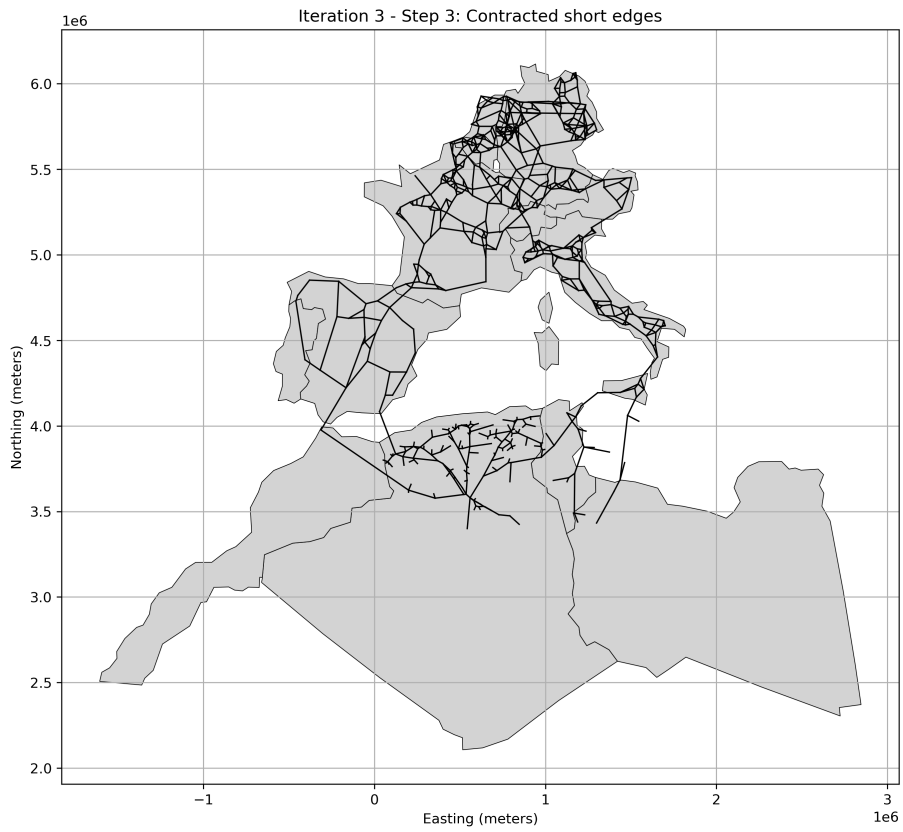 Iteration 3 - Step 3: Contracted short edges
1e6
6.0
5.5
5.0
4.5
4.0
3.5
3.0
2.5
2.0
Northing (meters)
−1
0
1
2
3
1e6
Easting (meters)